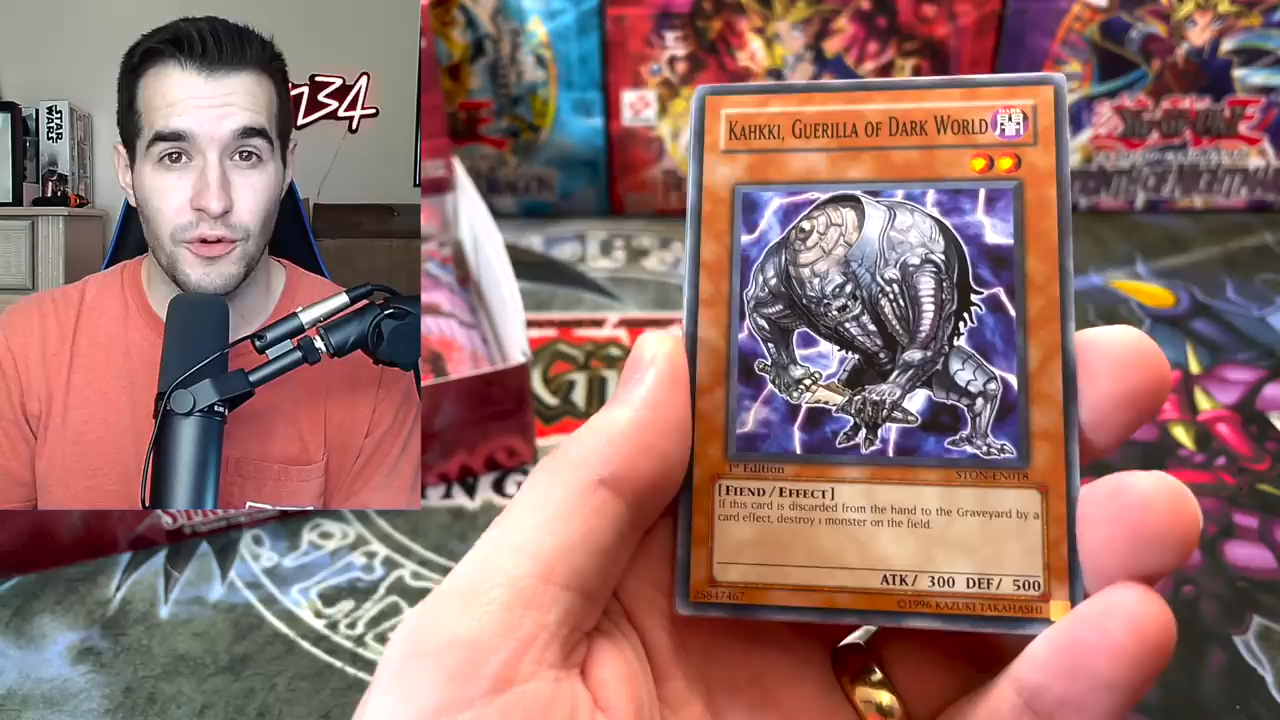 STAR
WARS
n34
KAHKKI, GUERILLA OF DARK WORLD
DARK
闇
1st Edition
STON-EN018
[FIEND/EFFECT]
If this card is discarded from the hand to the Graveyard by a
card effect, destroy 1 monster on the field.
ATK/ 300 DEF/ 500
25847467
©1996 KAZUKI TAKAHASHI